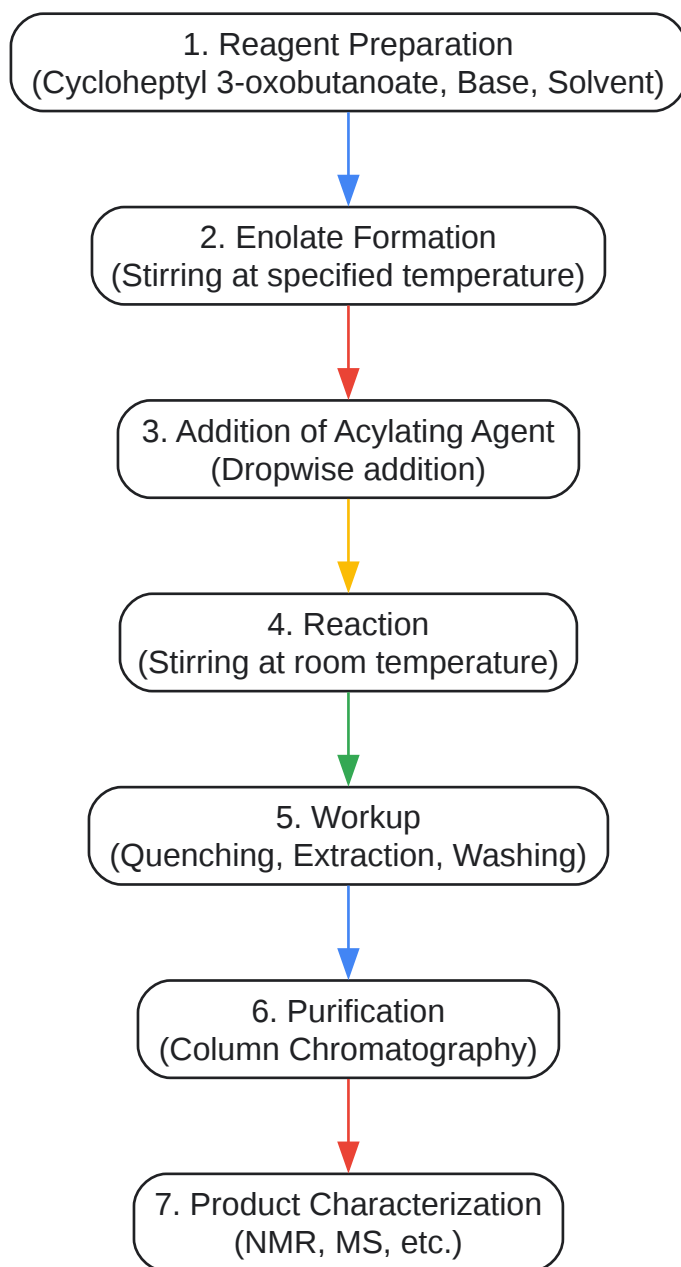 1. Reagent Preparation
(Cycloheptyl 3-oxobutanoate, Base, Solvent)
2. Enolate Formation
(Stirring at specified temperature)
3. Addition of Acylating Agent
(Dropwise addition)
4. Reaction
(Stirring at room temperature)
5. Workup
(Quenching, Extraction, Washing)
6. Purification
(Column Chromatography)
7. Product Characterization
(NMR, MS, etc.)